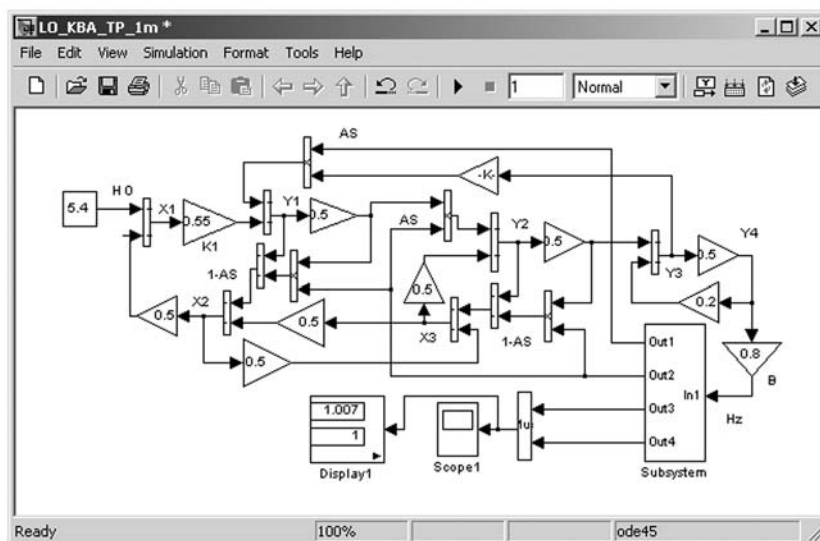 LO_KBA_TP_1m *
File Edit View Simulation Format Tools Help
1 Normal
AS
H 0
5.4
X1
0.55
K1
Y1
0.5
-K-
AS
Y2
0.5
Y3
0.5
Y4
0.2
1-AS
X2
0.5
0.5
0.5
0.5
X3
1-AS
0.8
B
Hz
Out1
Out2
Out3
Out4
In1
Subsystem
1.007
1
Display1
Scope1
Ready 100% ode45